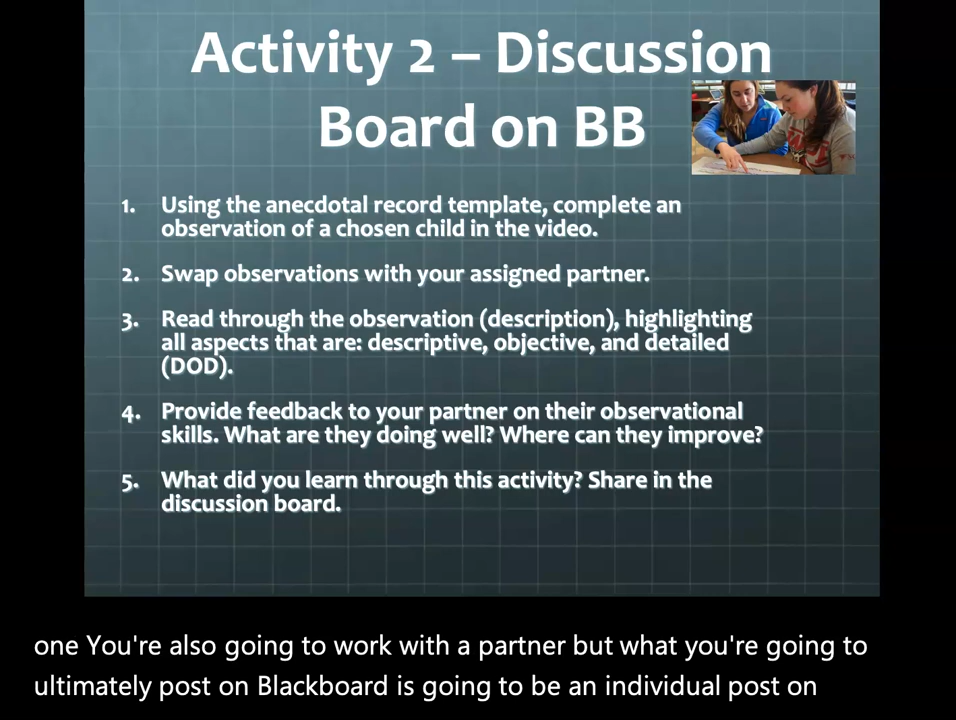 Activity 2 – Discussion
Board on BB
1. Using the anecdotal record template, complete an
observation of a chosen child in the video.
2. Swap observations with your assigned partner.
3. Read through the observation (description), highlighting
all aspects that are: descriptive, objective, and detailed
(DOD).
4. Provide feedback to your partner on their observational
skills. What are they doing well? Where can they improve?
5. What did you learn through this activity? Share in the
discussion board.
one You're also going to work with a partner but what you're going to
ultimately post on Blackboard is going to be an individual post on